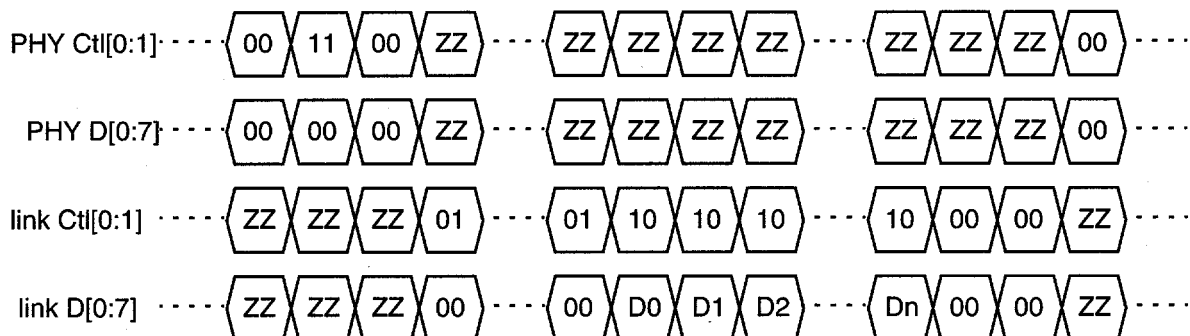 PHY Ctl[0:1] 00 11 00 ZZ ZZ ZZ ZZ ZZ ZZ ZZ ZZ 00
PHY D[0:7] 00 00 00 ZZ ZZ ZZ ZZ ZZ ZZ ZZ ZZ 00
link Ctl[0:1] ZZ ZZ ZZ 01 01 10 10 10 10 00 00 ZZ
link D[0:7] ZZ ZZ ZZ 00 00 D0 D1 D2 Dn 00 00 ZZ